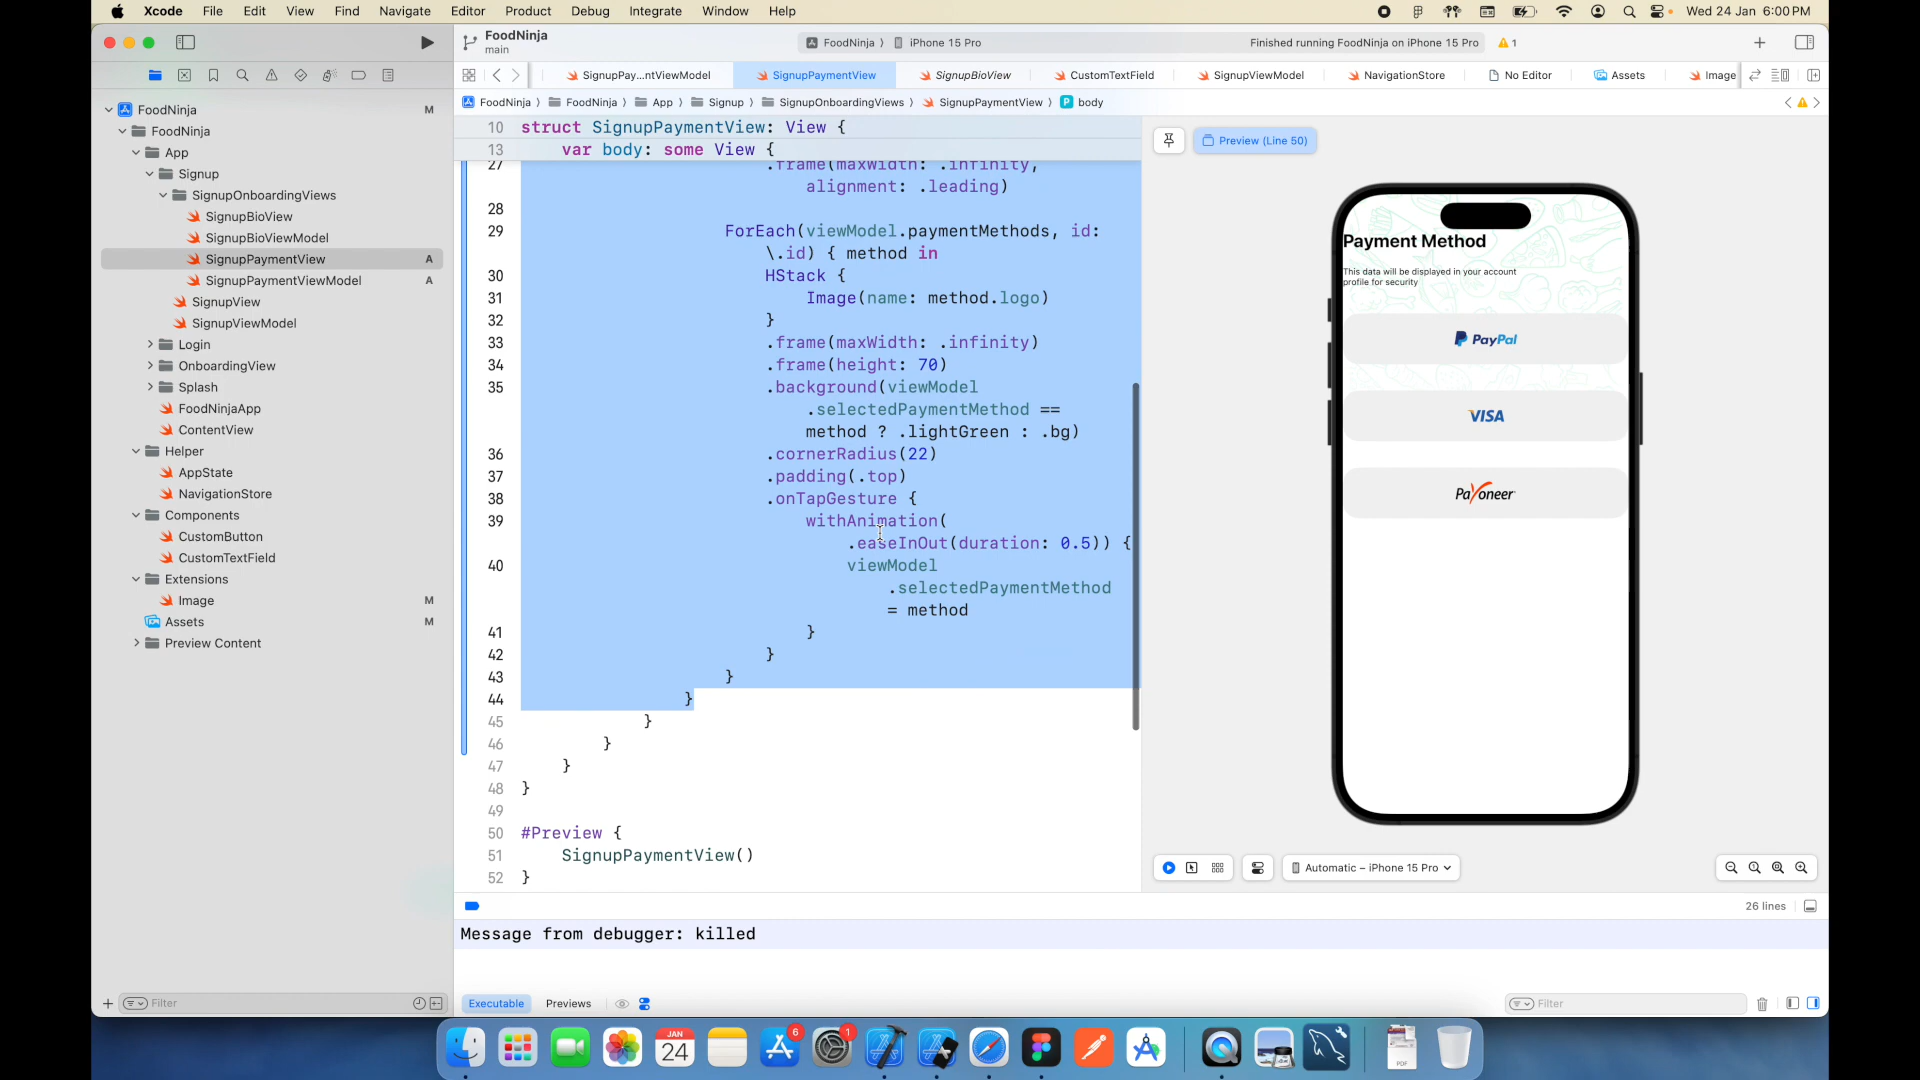 Xcode File Edit View Find Navigate Editor Product Debug Integrate Window Help Wed 24 Jan 6:00 PM
FoodNinja
main
FoodNinja ⟩ iPhone 15 Pro Finished running FoodNinja on iPhone 15 Pro 1
SignupPay...ntViewModel SignupPaymentView SignupBioView CustomTextField SignupViewModel NavigationStore No Editor Assets Image
FoodNinja ⟩ FoodNinja ⟩ App ⟩ Signup ⟩ SignupOnboardingViews ⟩ SignupPaymentView ⟩ P body
FoodNinja M
FoodNinja
App
Signup
SignupOnboardingViews
SignupBioView
SignupBioViewModel
SignupPaymentView A
SignupPaymentViewModel A
SignupView
SignupViewModel
Login
OnboardingView
Splash
FoodNinjaApp
ContentView
Helper
AppState
NavigationStore
Components
CustomButton
CustomTextField
Extensions
Image M
Assets M
Preview Content
Filter
10 struct SignupPaymentView: View {
13 var body: some View {
27 .frame(maxWidth: .infinity,
alignment: .leading)
28
29 ForEach(viewModel.paymentMethods, id:
\.id) { method in
30 HStack {
31 Image(name: method.logo)
32 }
33 .frame(maxWidth: .infinity)
34 .frame(height: 70)
35 .background(viewModel
.selectedPaymentMethod ==
method ? .lightGreen : .bg)
36 .cornerRadius(22)
37 .padding(.top)
38 .onTapGesture {
39 withAnimation(
.easeInOut(duration: 0.5)) {
40 viewModel
.selectedPaymentMethod
= method
41 }
42 }
43 }
44 }
45 }
46 }
47 }
48 }
49
50 #Preview {
51 SignupPaymentView()
52 }
Preview (Line 50)
Payment Method
This data will be displayed in your account
profile for security
PayPal
VISA
Payoneer
Automatic – iPhone 15 Pro
26 lines
Message from debugger: killed
Executable Previews Filter
6
1
JAN
24
PDF